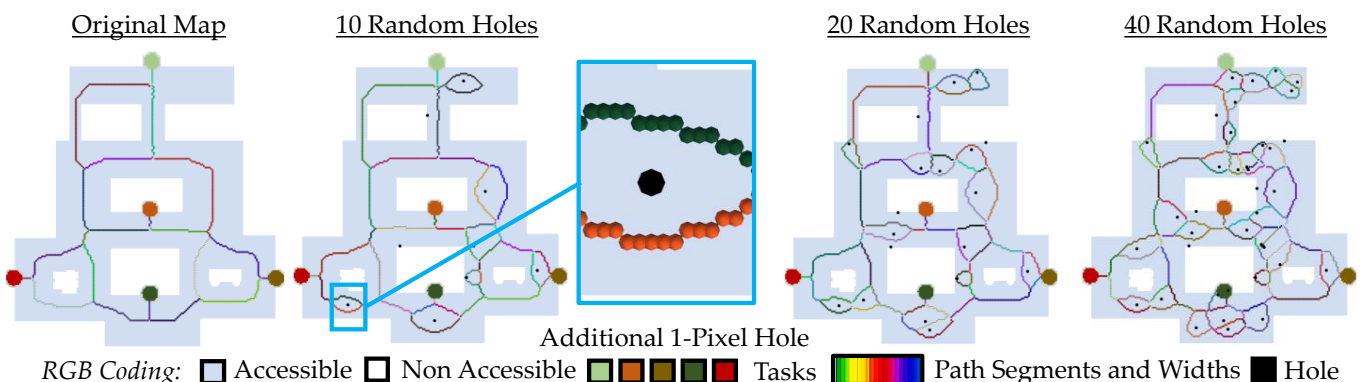 Original Map
10 Random Holes
20 Random Holes
40 Random Holes
Additional 1-Pixel Hole
RGB Coding: Accessible Non Accessible Tasks Path Segments and Widths Hole